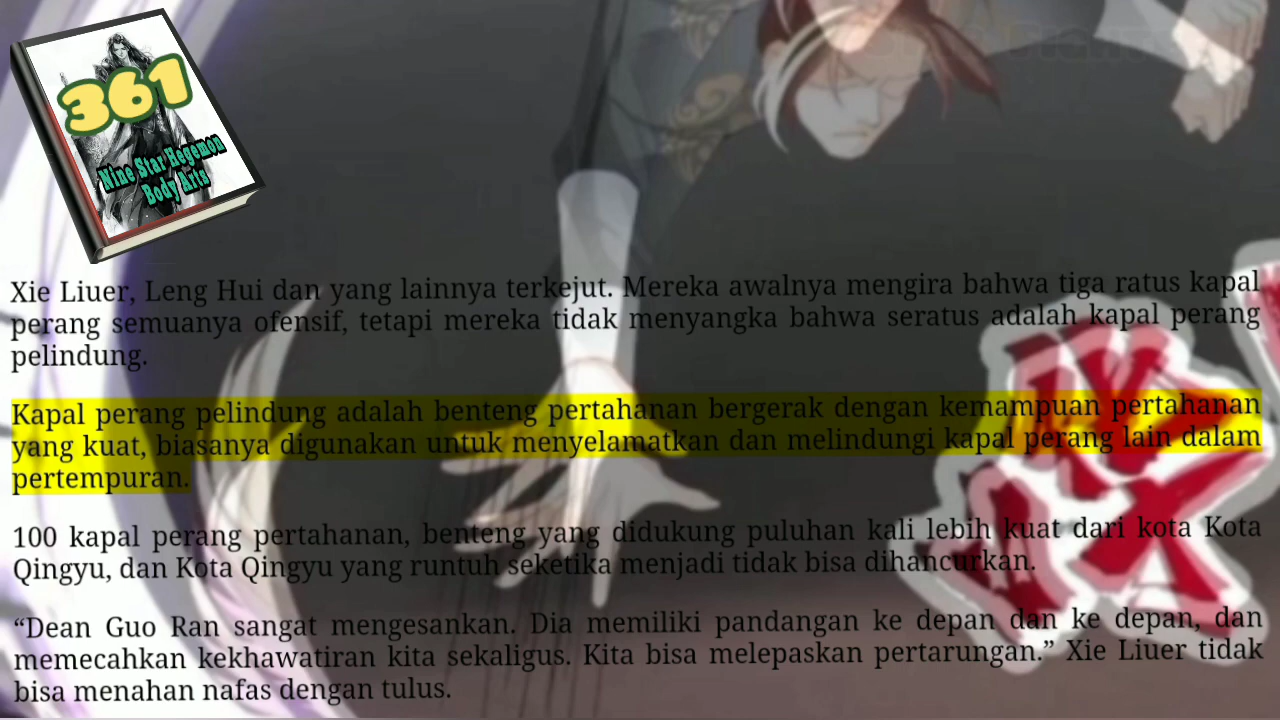 361
Nine Star Hegemon
Body Arts
Xie Liuer, Leng Hui dan yang lainnya terkejut. Mereka awalnya mengira bahwa tiga ratus kapal
perang semuanya ofensif, tetapi mereka tidak menyangka bahwa seratus adalah kapal perang
pelindung.
Kapal perang pelindung adalah benteng pertahanan bergerak dengan kemampuan pertahanan
yang kuat, biasanya digunakan untuk menyelamatkan dan melindungi kapal perang lain dalam
pertempuran.
100 kapal perang pertahanan, benteng yang didukung puluhan kali lebih kuat dari kota Kota
Qingyu, dan Kota Qingyu yang runtuh seketika menjadi tidak bisa dihancurkan.
“Dean Guo Ran sangat mengesankan. Dia memiliki pandangan ke depan dan ke depan, dan
memecahkan kekhawatiran kita sekaligus. Kita bisa melepaskan pertarungan.” Xie Liuer tidak
bisa menahan nafas dengan tulus.